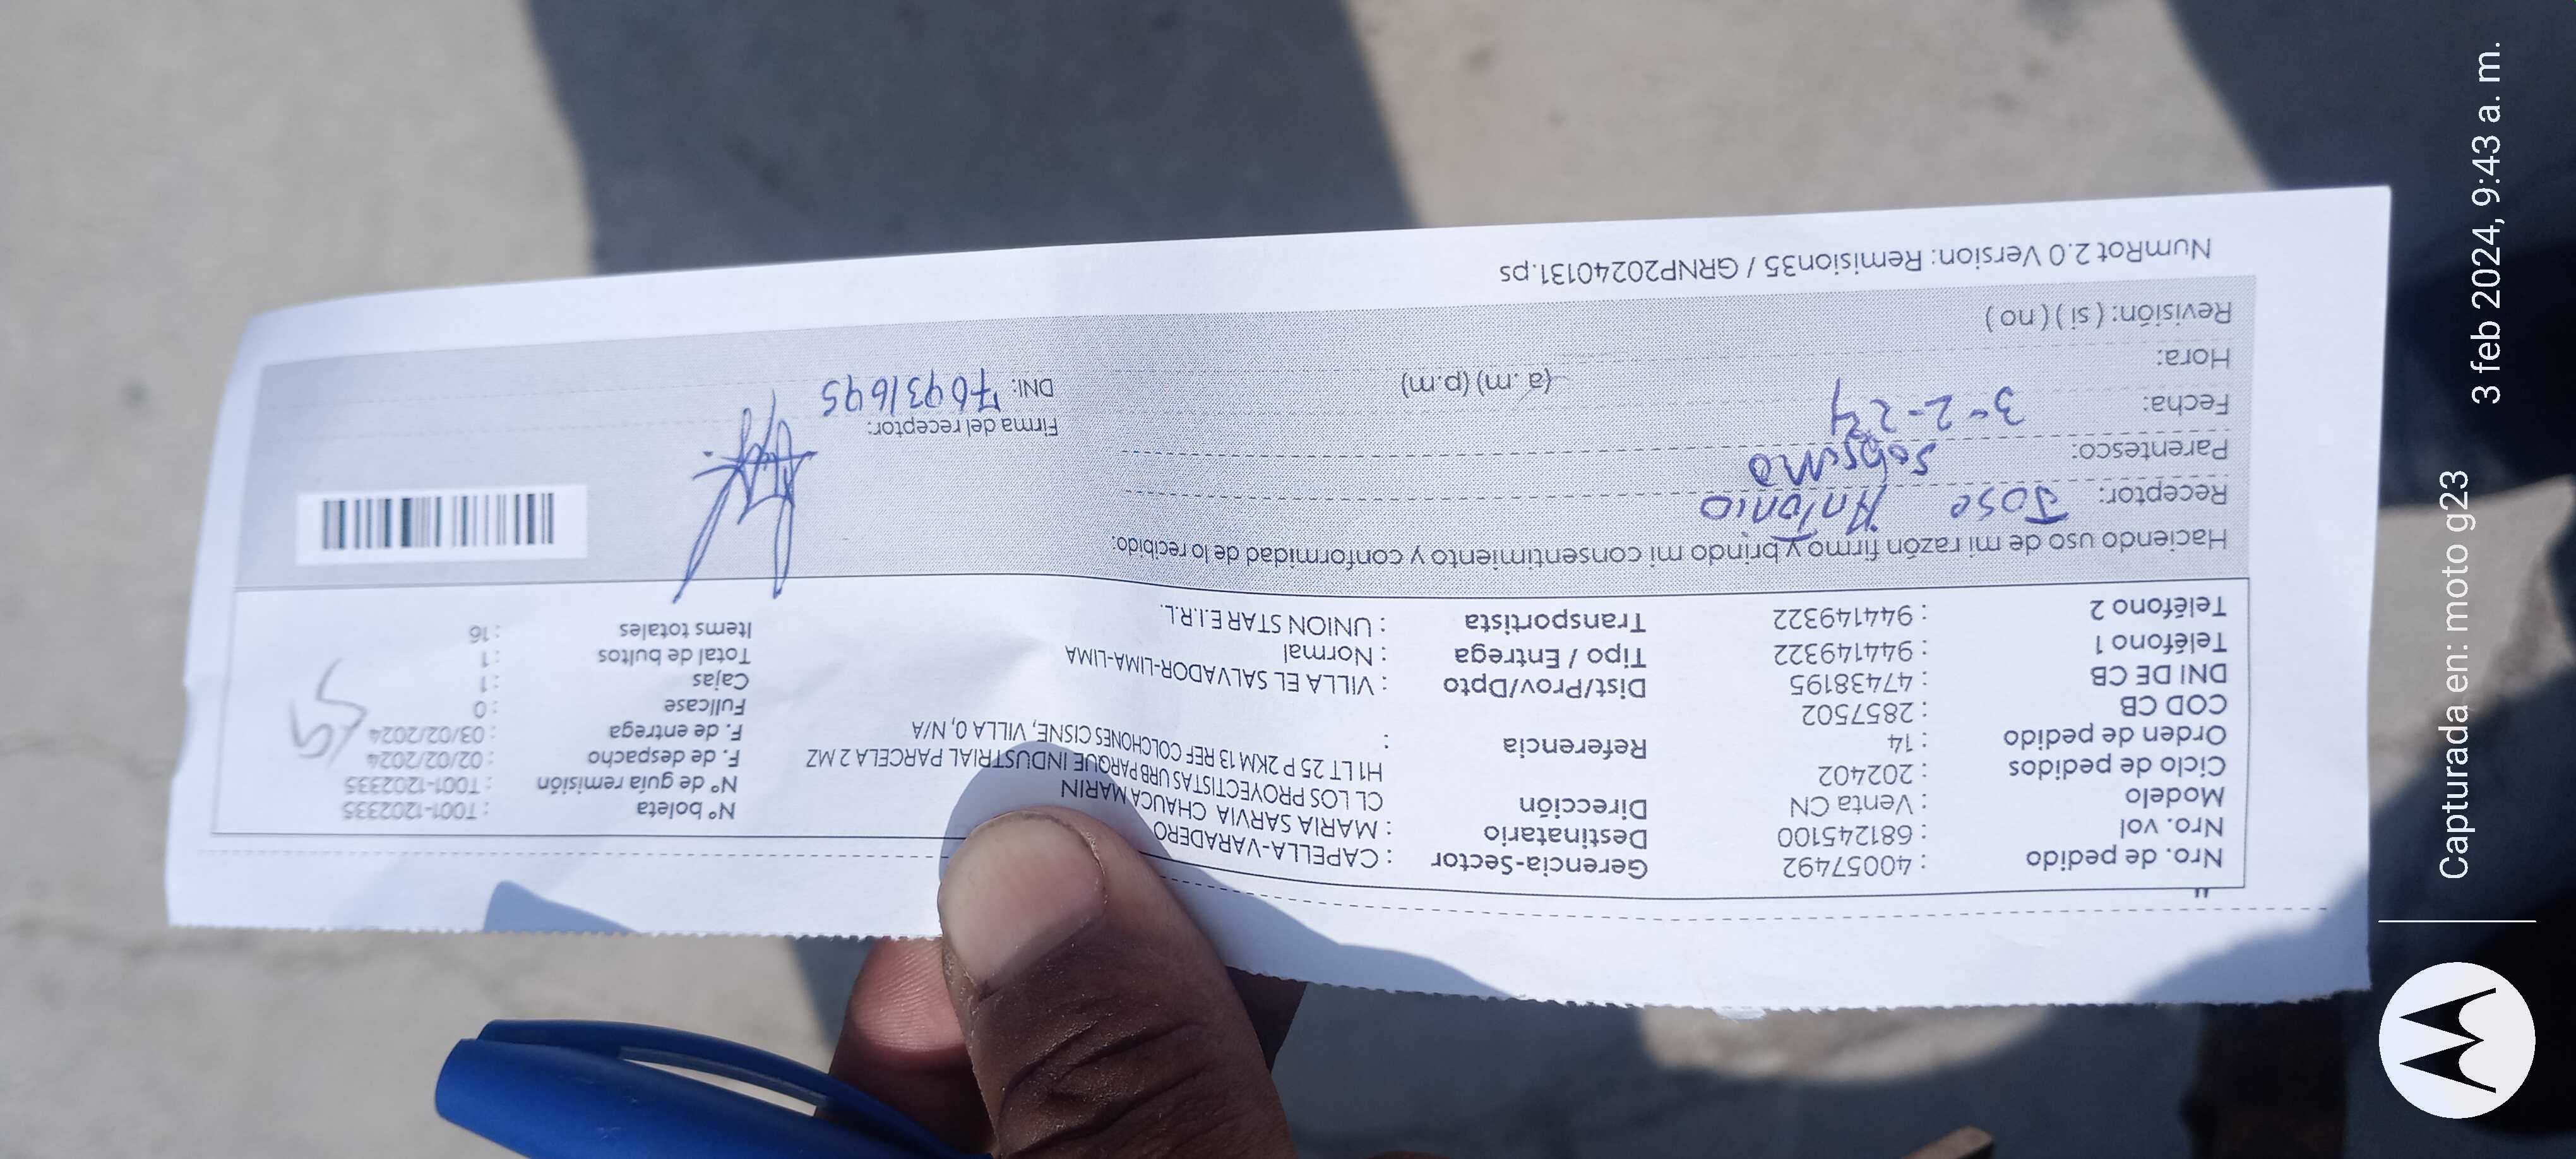 Nro. de pedido : 40057492 Gerencia-Sector : CAPELLA-VARADERO Nº boleta : T001-1202335
Nro. vol : 681245100 Destinatario : MARIA SARVIA CHAUCA MARIN Nº de guía remisión : T001-1202335
Modelo : Venta CN Dirección CL LOS PROYECTISTAS URB PARQUE INDUSTRIAL PARCELA 2 MZ F. de despacho : 02/02/2024
Ciclo de pedidos : 202402 H1 LT 25 P 2KM 13 REF COLCHONES CISNE, VILLA 0, N/A F. de entrega : 03/02/2024
Orden de pedido : 14 Referencia : Fullcase : 0
COD CB : 2857502 Cajas : 1
DNI DE CB : 47438195 Dist/Prov/Dpto : VILLA EL SALVADOR-LIMA-LIMA Total de bultos : 1
Teléfono 1 : 944149322 Tipo / Entrega : Normal Items totales : 16
Teléfono 2 : 944149322 Transportista : UNION STAR E.I.R.L.
Haciendo uso de mi razón firmo y brindo mi consentimiento y conformidad de lo recibido:
Receptor: Jose Antonio
Parentesco: Sobrino
Fecha: 3-2-24 Firma del receptor:
Hora: (a. m) (p.m) DNI: 70931695
Revisión: ( si ) ( no )
NumRot 2.0 Version: Remision35 / GRNP20240131.ps
Capturada en: moto g23
3 feb 2024, 9:43 a. m.